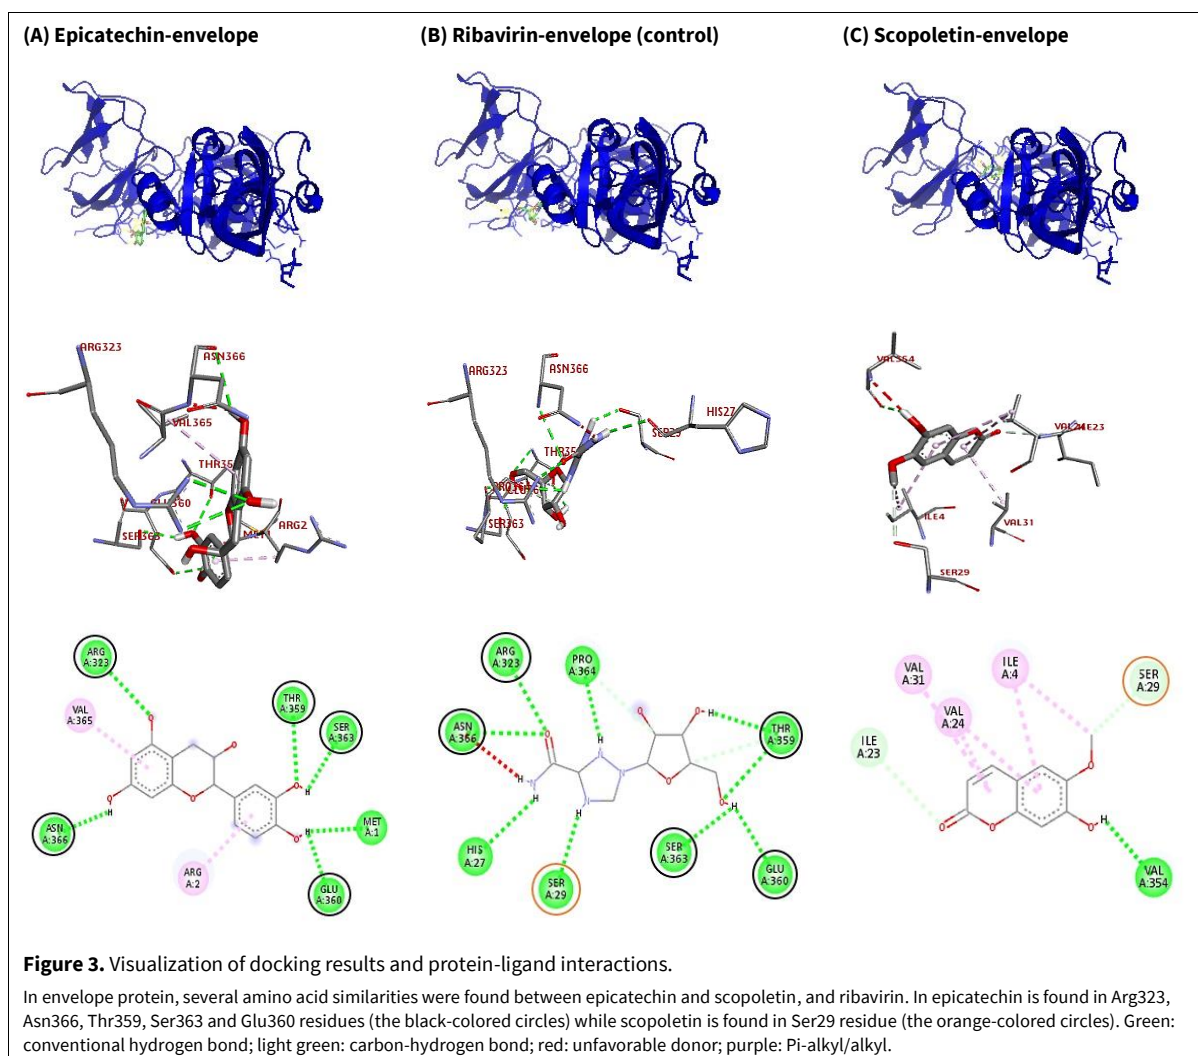 (A) Epicatechin-envelope
(B) Ribavirin-envelope (control)
(C) Scopoletin-envelope
ARG323
ASN366
VAL365
SER363
ARG2
ARG323
ASN366
HIS27
SER363
ILE4
VAL31
SER29
ARG
A:323
VAL
A:365
THR
A:359
SER
A:363
ASN
A:366
MET
A:1
ARG
A:2
GLU
A:360
ARG
A:323
PRO
A:364
ASN
A:366
THR
A:359
HIS
A:27
SER
A:29
SER
A:363
GLU
A:360
H
H
H
H
H
H
H
H
VAL
A:31
ILE
A:4
SER
A:29
VAL
A:24
ILE
A:23
VAL
A:354
H
Figure 3. Visualization of docking results and protein-ligand interactions.
In envelope protein, several amino acid similarities were found between epicatechin and scopoletin, and ribavirin. In epicatechin is found in Arg323,
Asn366, Thr359, Ser363 and Glu360 residues (the black-colored circles) while scopoletin is found in Ser29 residue (the orange-colored circles). Green:
conventional hydrogen bond; light green: carbon-hydrogen bond; red: unfavorable donor; purple: Pi-alkyl/alkyl.